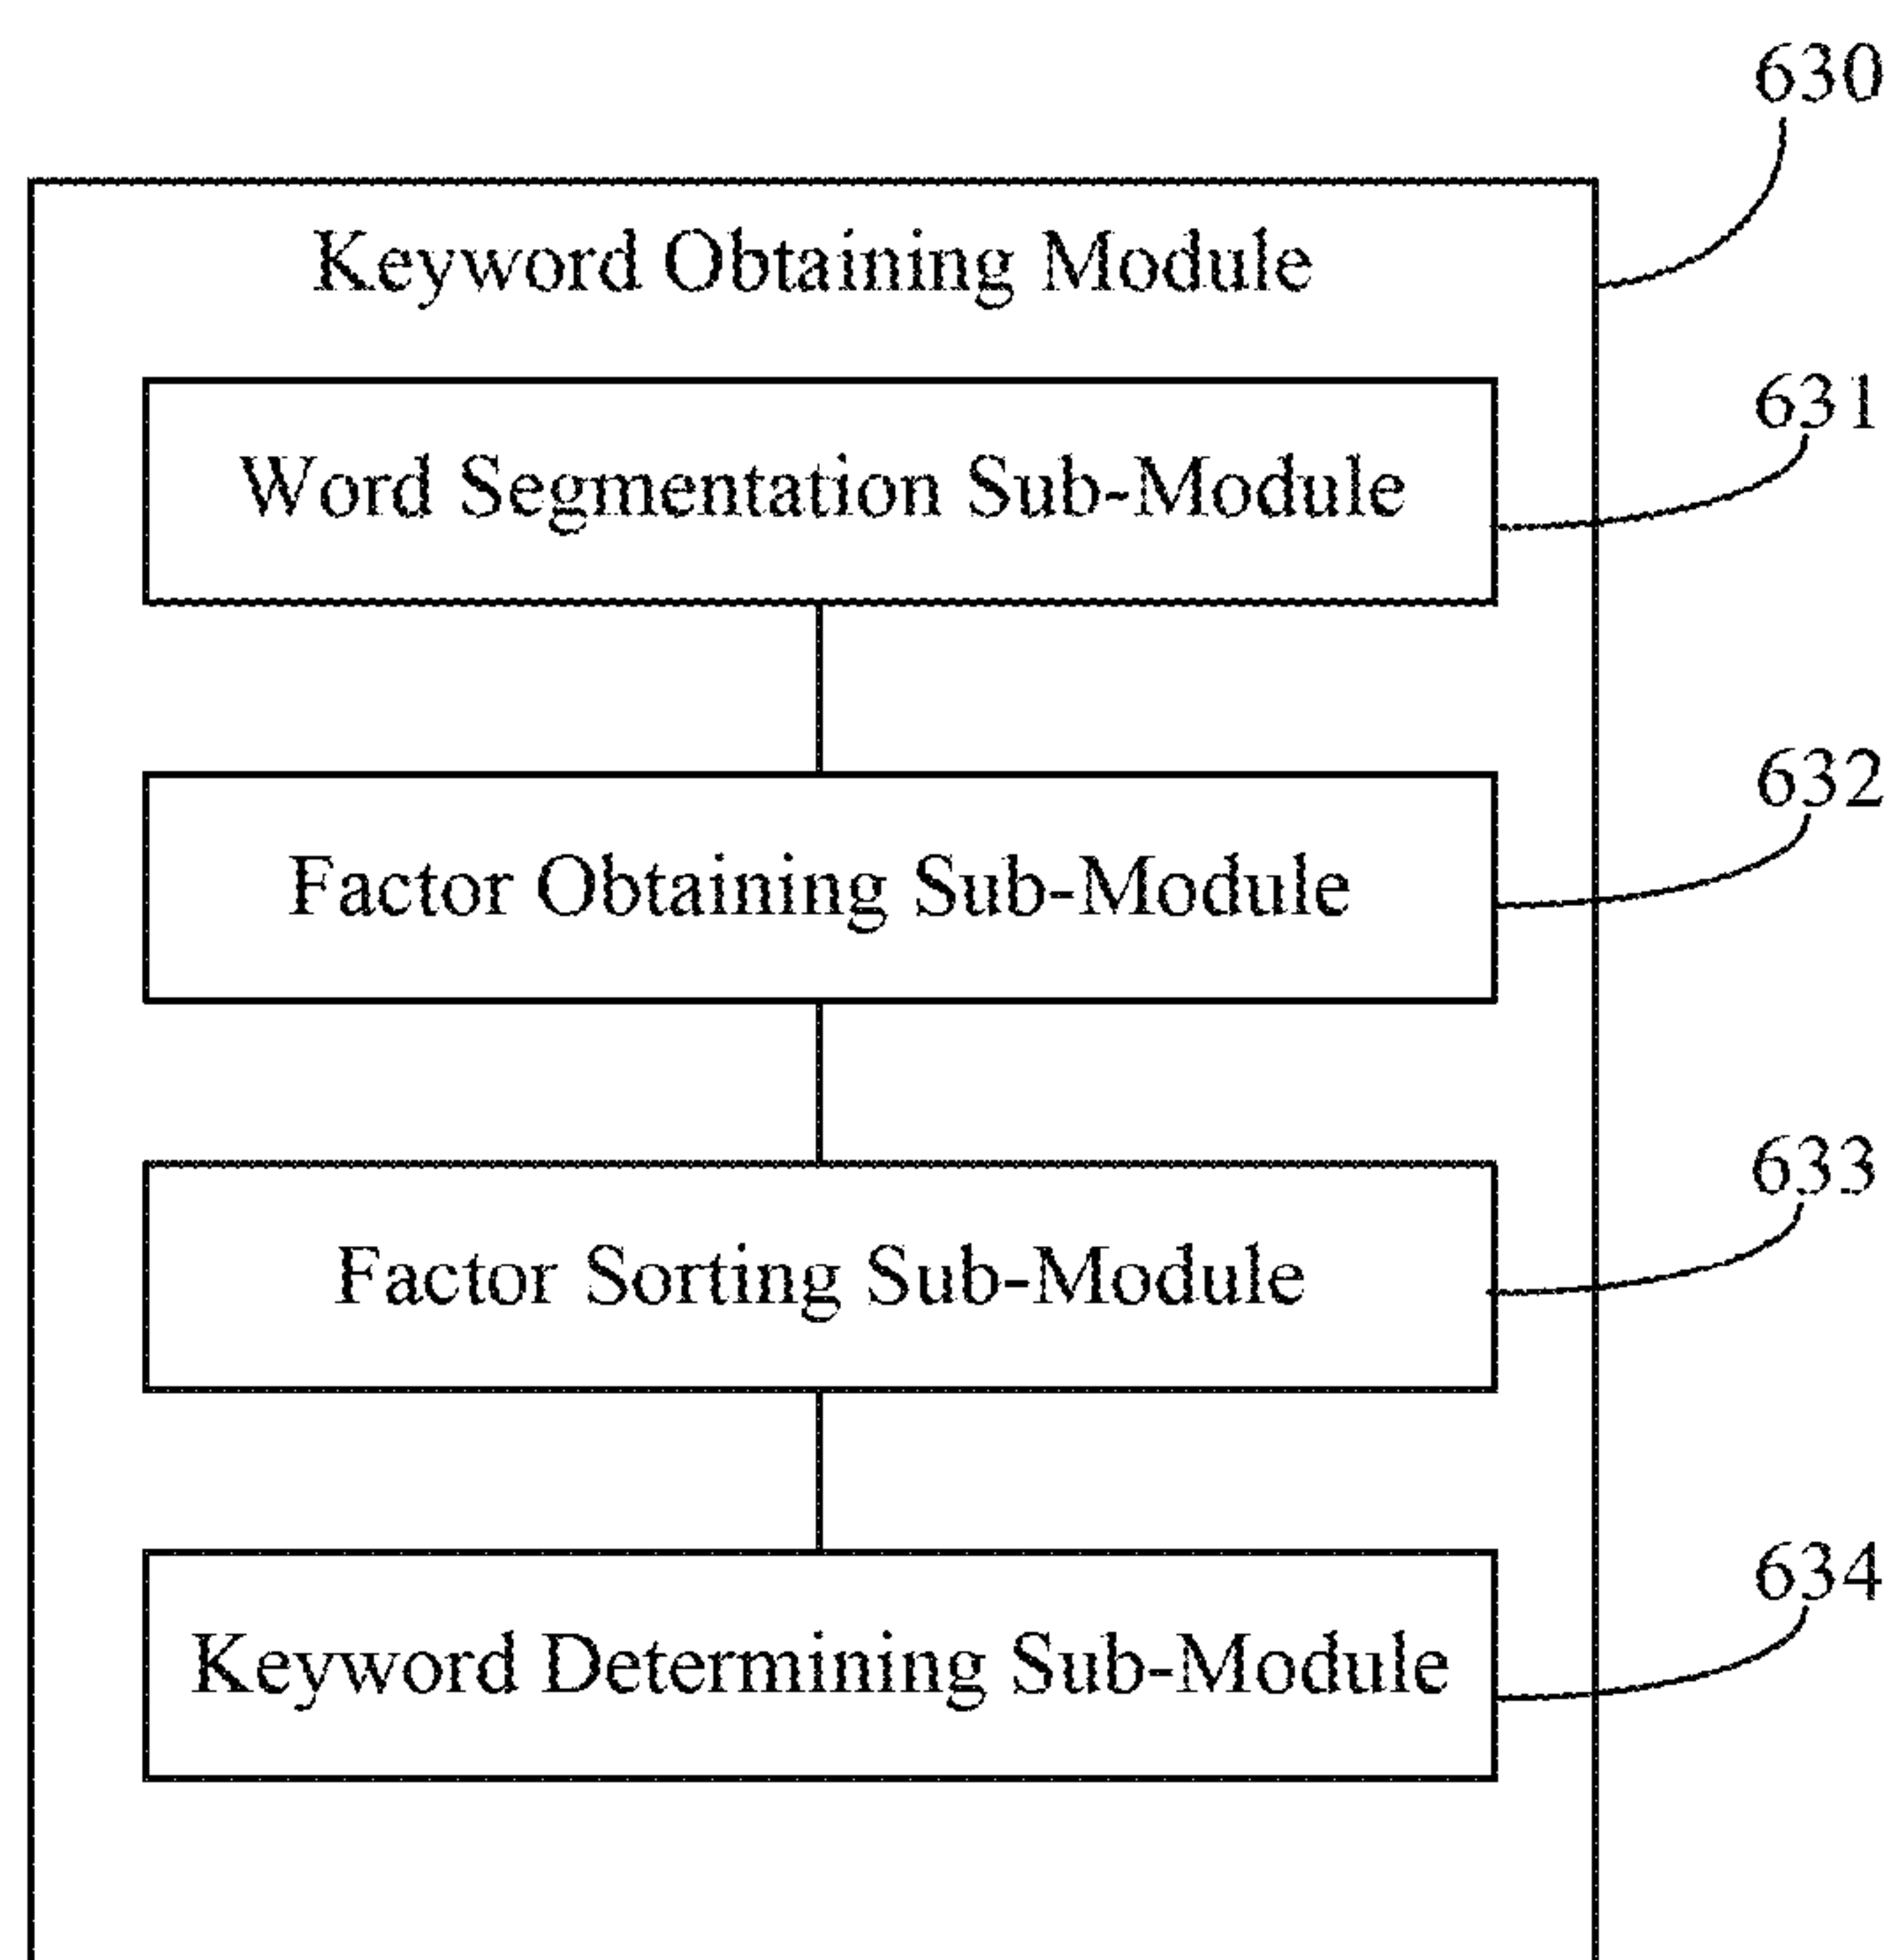 630
Keyword Obtaining Module
631
Word Segmentation Sub-Module
632
Factor Obtaining Sub-Module
633
Factor Sorting Sub-Module
634
Keyword Determining Sub-Module